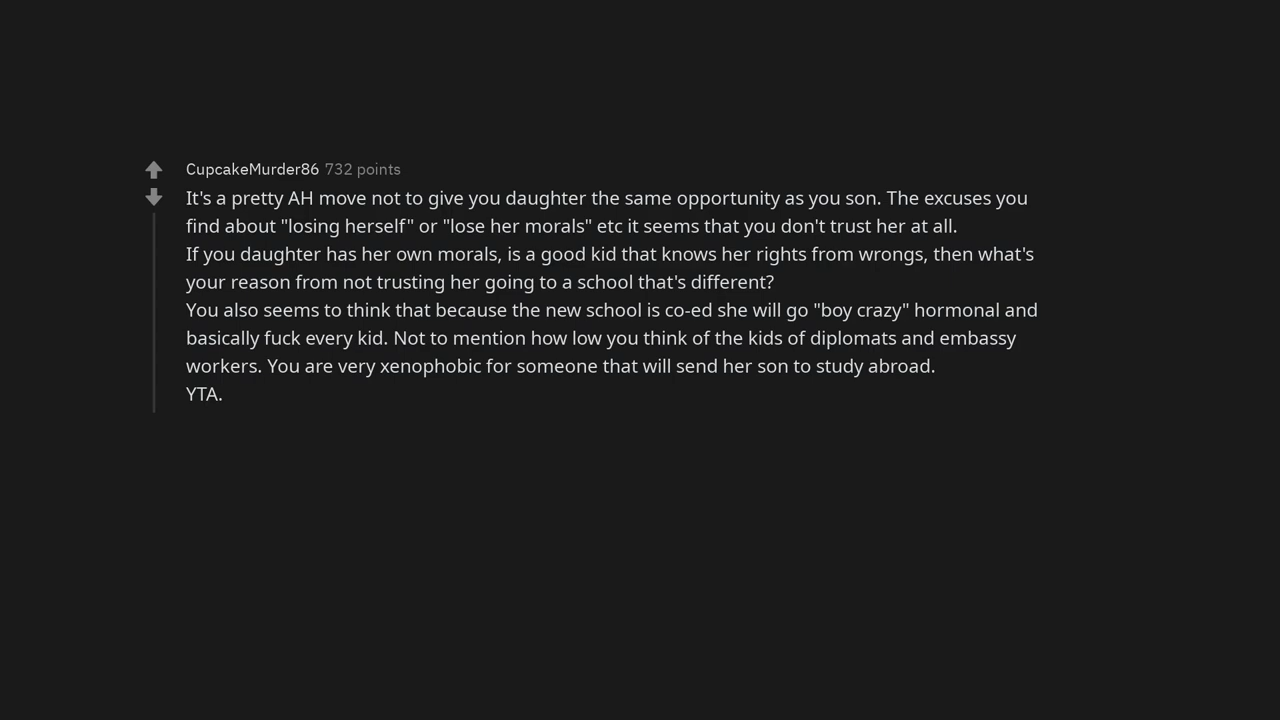 CupcakeMurder86 732 points
It's a pretty AH move not to give you daughter the same opportunity as you son. The excuses you
find about "losing herself" or "lose her morals" etc it seems that you don't trust her at all.
If you daughter has her own morals, is a good kid that knows her rights from wrongs, then what's
your reason from not trusting her going to a school that's different?
You also seems to think that because the new school is co-ed she will go "boy crazy" hormonal and
basically fuck every kid. Not to mention how low you think of the kids of diplomats and embassy
workers. You are very xenophobic for someone that will send her son to study abroad.
YTA.